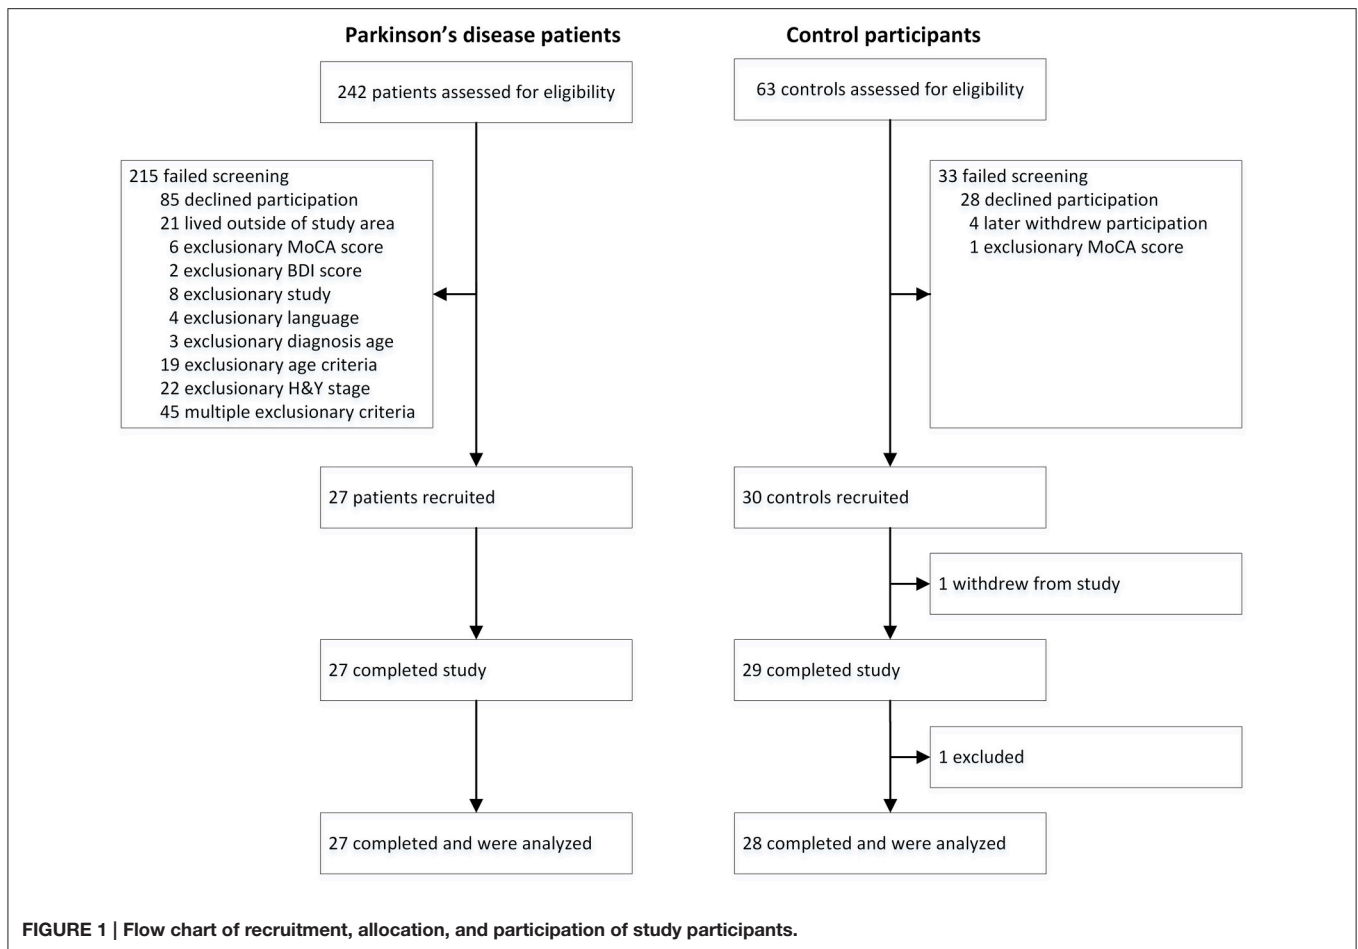 Parkinson's disease patients
242 patients assessed for eligibility
215 failed screening
85 declined participation
21 lived outside of study area
6 exclusionary MoCA score
2 exclusionary BDI score
8 exclusionary study
4 exclusionary language
3 exclusionary diagnosis age
19 exclusionary age criteria
22 exclusionary H&Y stage
45 multiple exclusionary criteria
27 patients recruited
27 completed study
27 completed and were analyzed
Control participants
63 controls assessed for eligibility
33 failed screening
28 declined participation
4 later withdrew participation
1 exclusionary MoCA score
30 controls recruited
1 withdrew from study
29 completed study
1 excluded
28 completed and were analyzed
FIGURE 1 | Flow chart of recruitment, allocation, and participation of study participants.